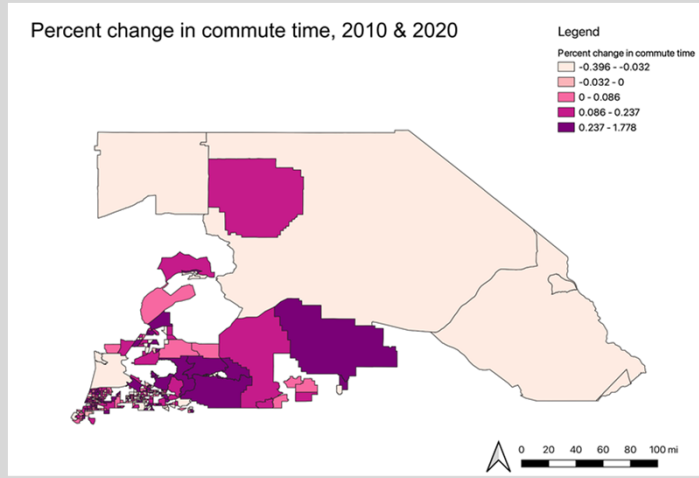 Percent change in commute time, 2010 & 2020
Legend
Percent change in commute time
-0.396 - -0.032
-0.032 - 0
0 - 0.086
0.086 - 0.237
0.237 - 1.778
0 20 40 60 80 100 mi